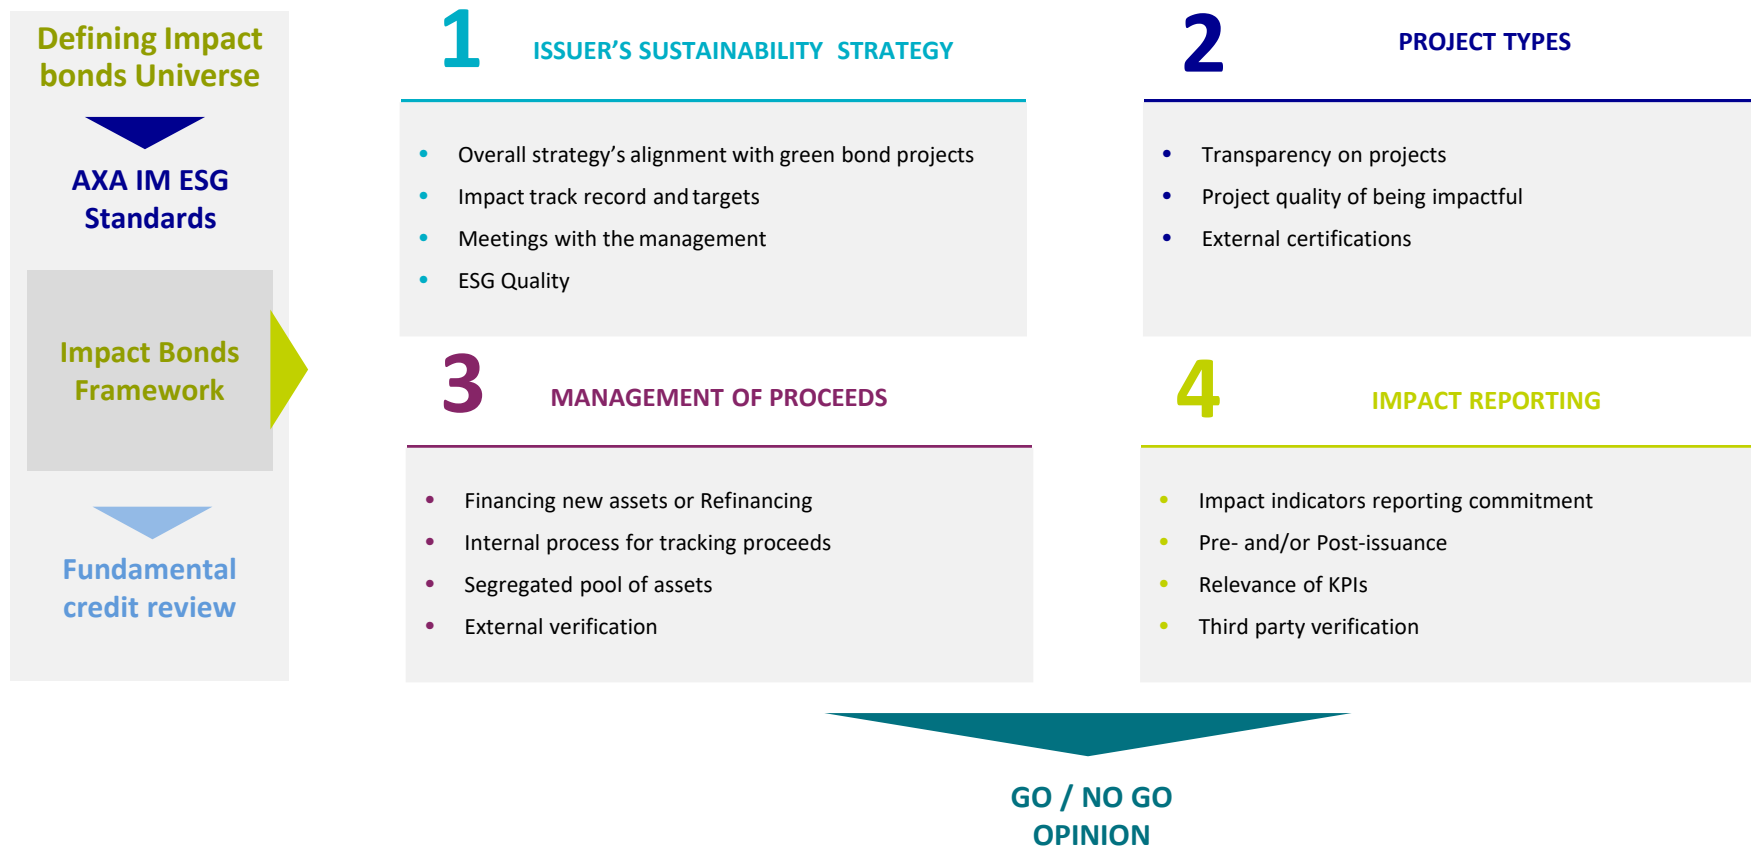 Defining Impact
bonds Universe
AXA IM ESG
Standards
Impact Bonds
Framework
Fundamental
credit review
1
ISSUER’S SUSTAINABILITY STRATEGY
• Overall strategy’s alignment with green bond projects
• Impact track record and targets
• Meetings with the management
• ESG Quality
2
PROJECT TYPES
• Transparency on projects
• Project quality of being impactful
• External certifications
3
MANAGEMENT OF PROCEEDS
• Financing new assets or Refinancing
• Internal process for tracking proceeds
• Segregated pool of assets
• External verification
4
IMPACT REPORTING
• Impact indicators reporting commitment
• Pre- and/or Post-issuance
• Relevance of KPIs
• Third party verification
GO / NO GO
OPINION